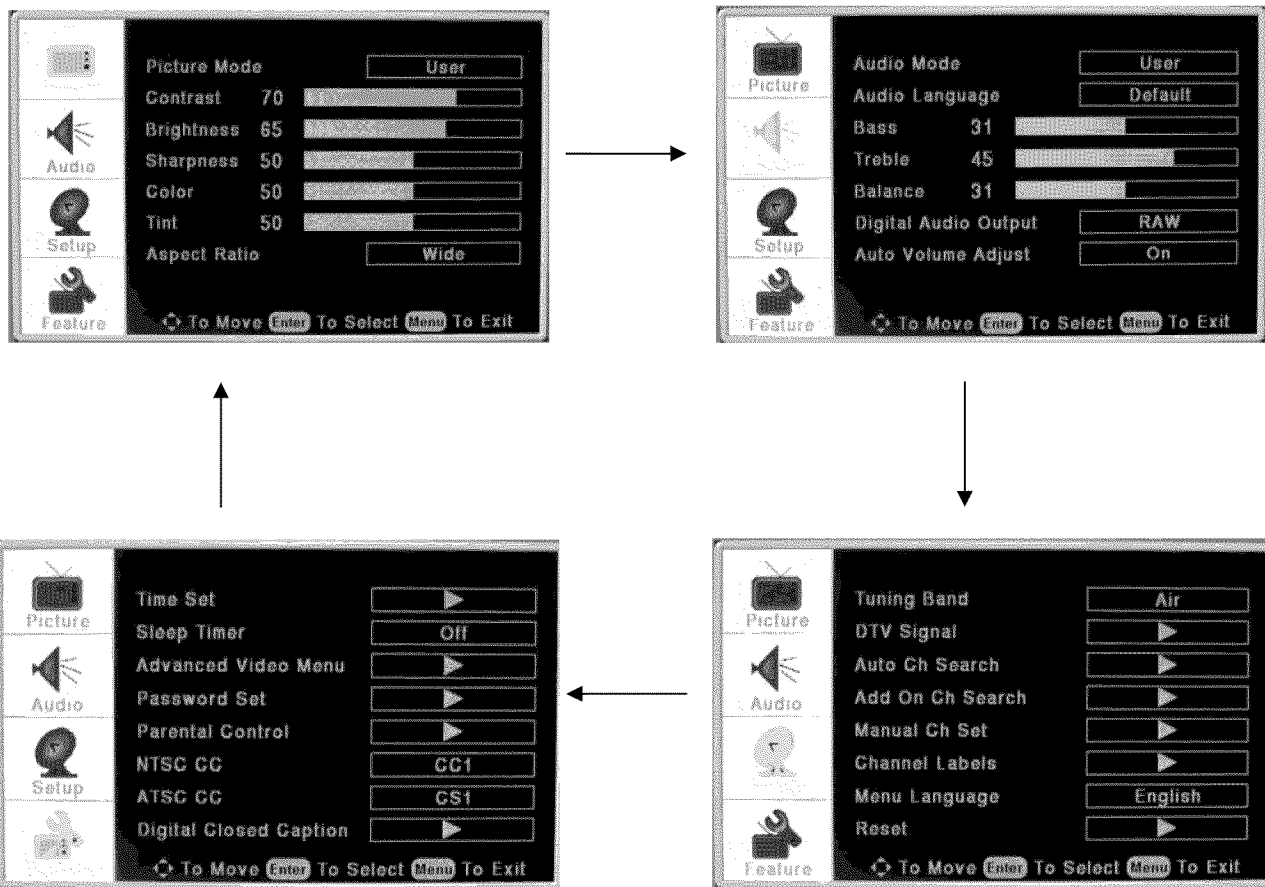 Picture Mode User
Contrast 70
Brightness 65
Audio
Sharpness 50
Color 50
Tint 50
Setup
Aspect Ratio Wide
Feature
To Move Enter To Select Menu To Exit
Picture
Audio Mode User
Audio Language Default
Bass 31
Treble 45
Balance 31
Setup
Digital Audio Output RAW
Auto Volume Adjust On
Feature
To Move Enter To Select Menu To Exit
Picture
Time Set
Sleep Timer Off
Audio
Advanced Video Menu
Password Set
Parental Control
Setup
NTSC CC CC1
ATSC CC CS1
Digital Closed Caption
To Move Enter To Select Menu To Exit
Picture
Tuning Band Air
DTV Signal
Audio
Auto Ch Search
Add On Ch Search
Manual Ch Set
Channel Labels
Menu Language English
Reset
Feature
To Move Enter To Select Menu To Exit